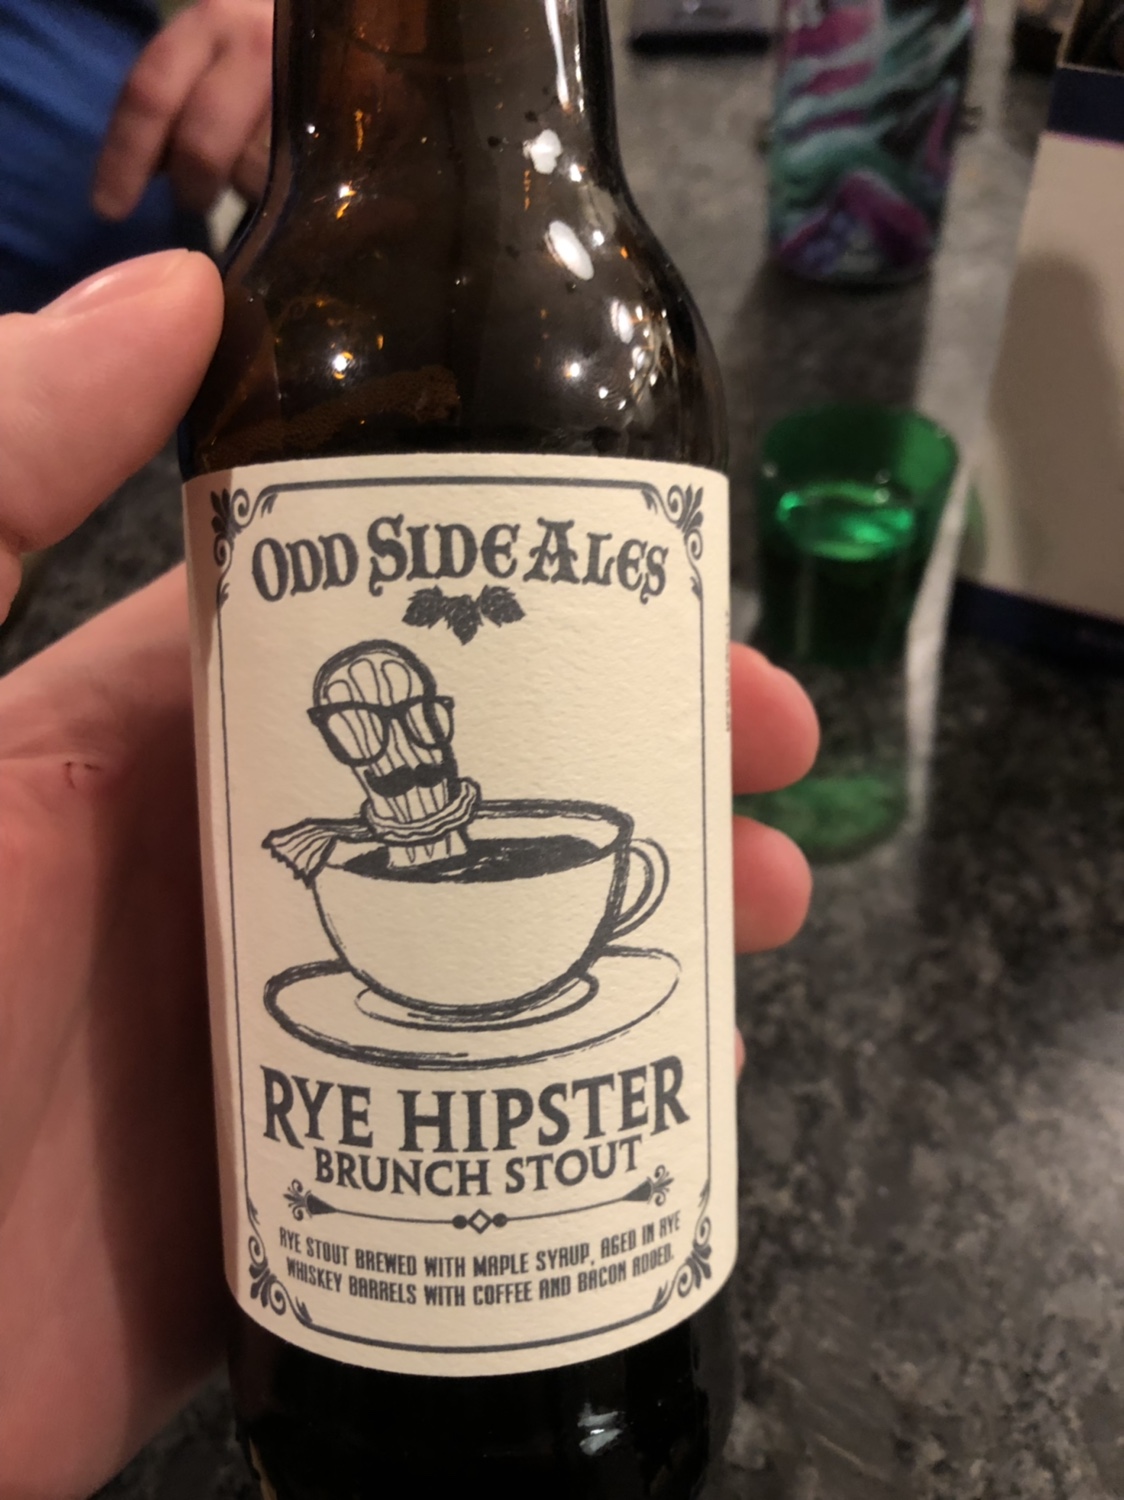 ODD SIDE ALES
RYE HIPSTER
BRUNCH STOUT
RYE STOUT BREWED WITH MAPLE SYRUP, AGED IN RYE
WHISKEY BARRELS WITH COFFEE AND BACON ADDED.